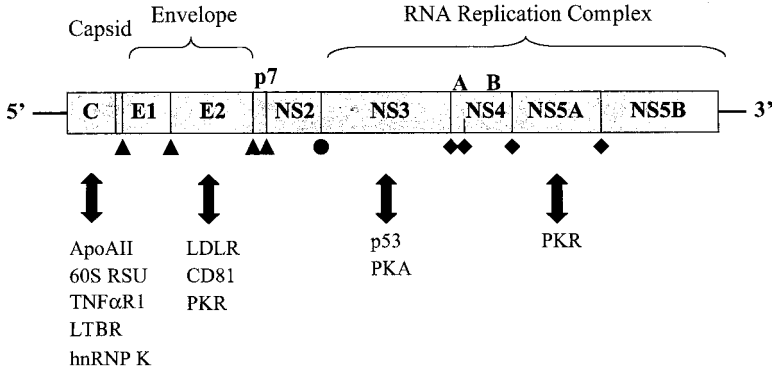 Capsid Envelope RNA Replication Complex
p7 A B
5’ C E1 E2 NS2 NS3 NS4 NS5A NS5B 3’
ApoAII LDLR p53 PKR
60S RSU CD81 PKA
TNFαR1 PKR
LTBR
hnRNP K